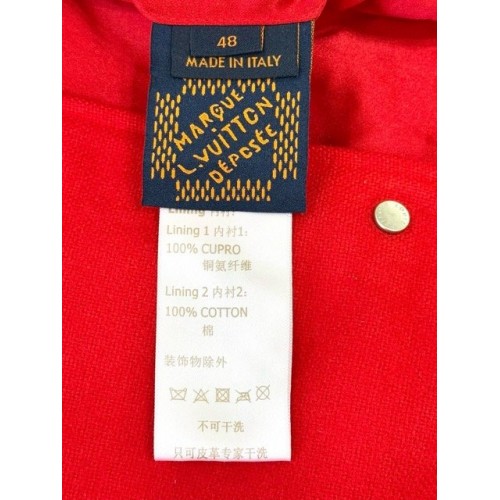 48
MADE IN ITALY
MARQUE
L. VUITTON
DÉPOSÉE
Lining
Lining 1 内衬1:
100% CUPRO
铜氨纤维
Lining 2 内衬2:
100% COTTON
棉
装饰物除外
不可干洗
只可皮革专家干洗